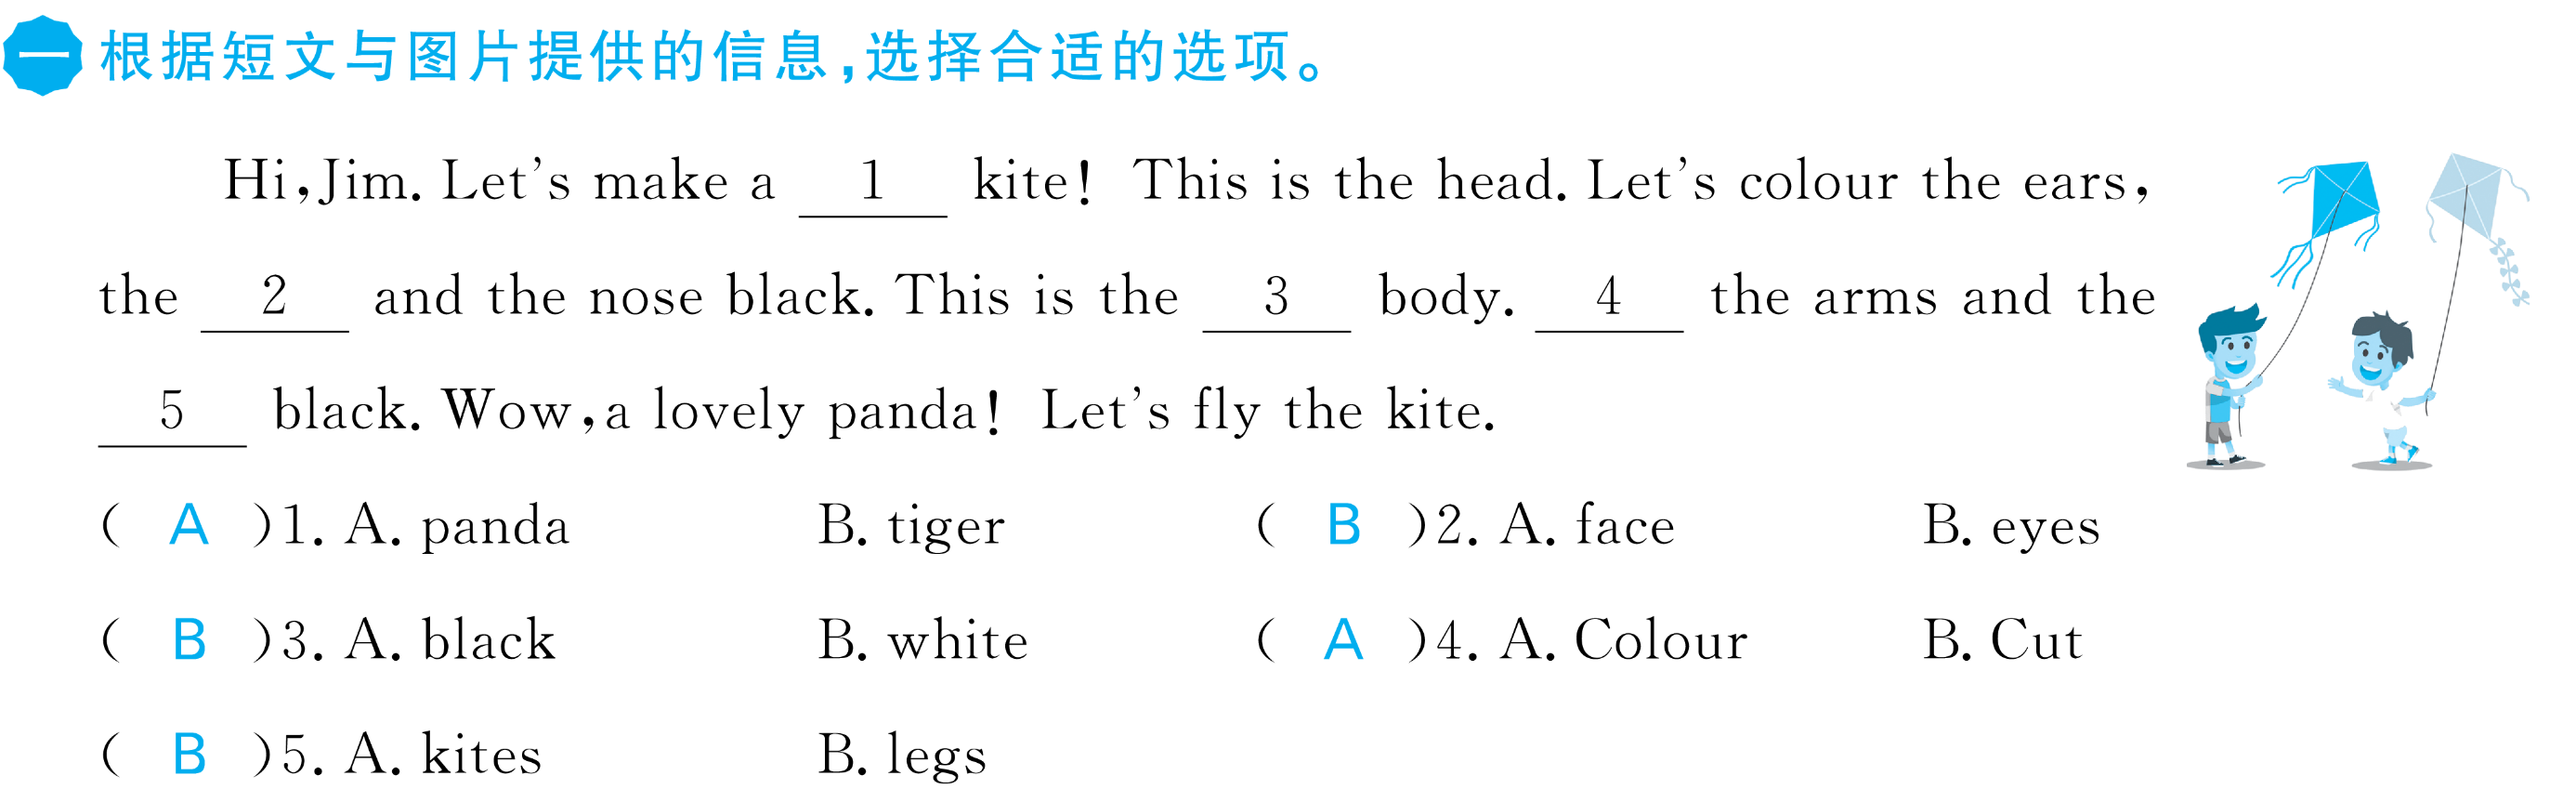 一 根据短文与图片提供的信息,选择合适的选项。
Hi,Jim. Let's make a 1 kite! This is the head. Let's colour the ears,
the 2 and the nose black. This is the 3 body. 4 the arms and the
5 black. Wow,a lovely panda! Let's fly the kite.
( A )1. A. panda B. tiger ( B )2. A. face B. eyes
( B )3. A. black B. white ( A )4. A. Colour B. Cut
( B )5. A. kites B. legs